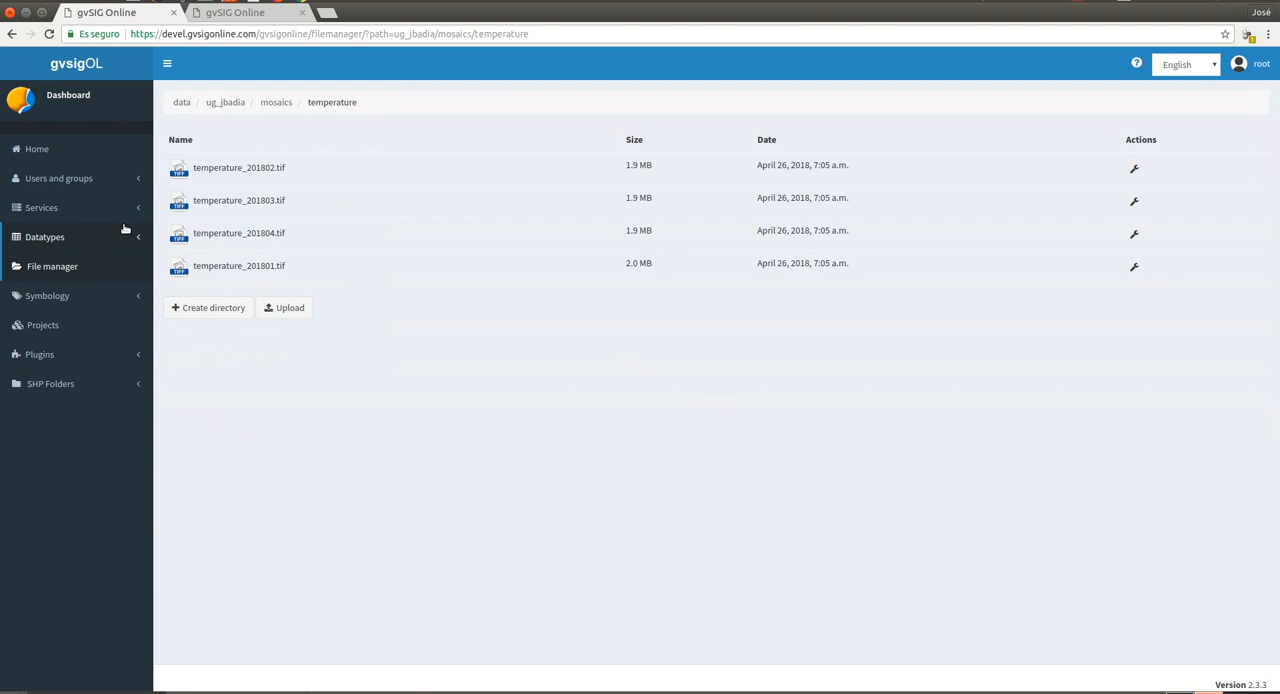 gvSIG Online
gvSIG Online
José
Es seguro https://devel.gvsigonline.com/gvsigonline/filemanager/?path=ug_jbadia/mosaics/temperature
gvsigOL
English
root
Dashboard
data / ug_jbadia / mosaics / temperature
Name Size Date Actions
Home
TIFF temperature_201802.tif 1.9 MB April 26, 2018, 7:05 a.m.
Users and groups
TIFF temperature_201803.tif 1.9 MB April 26, 2018, 7:05 a.m.
Services
TIFF temperature_201804.tif 1.9 MB April 26, 2018, 7:05 a.m.
Datatypes
TIFF temperature_201801.tif 2.0 MB April 26, 2018, 7:05 a.m.
File manager
Symbology
Create directory Upload
Projects
Plugins
SHP Folders
Version 2.3.3